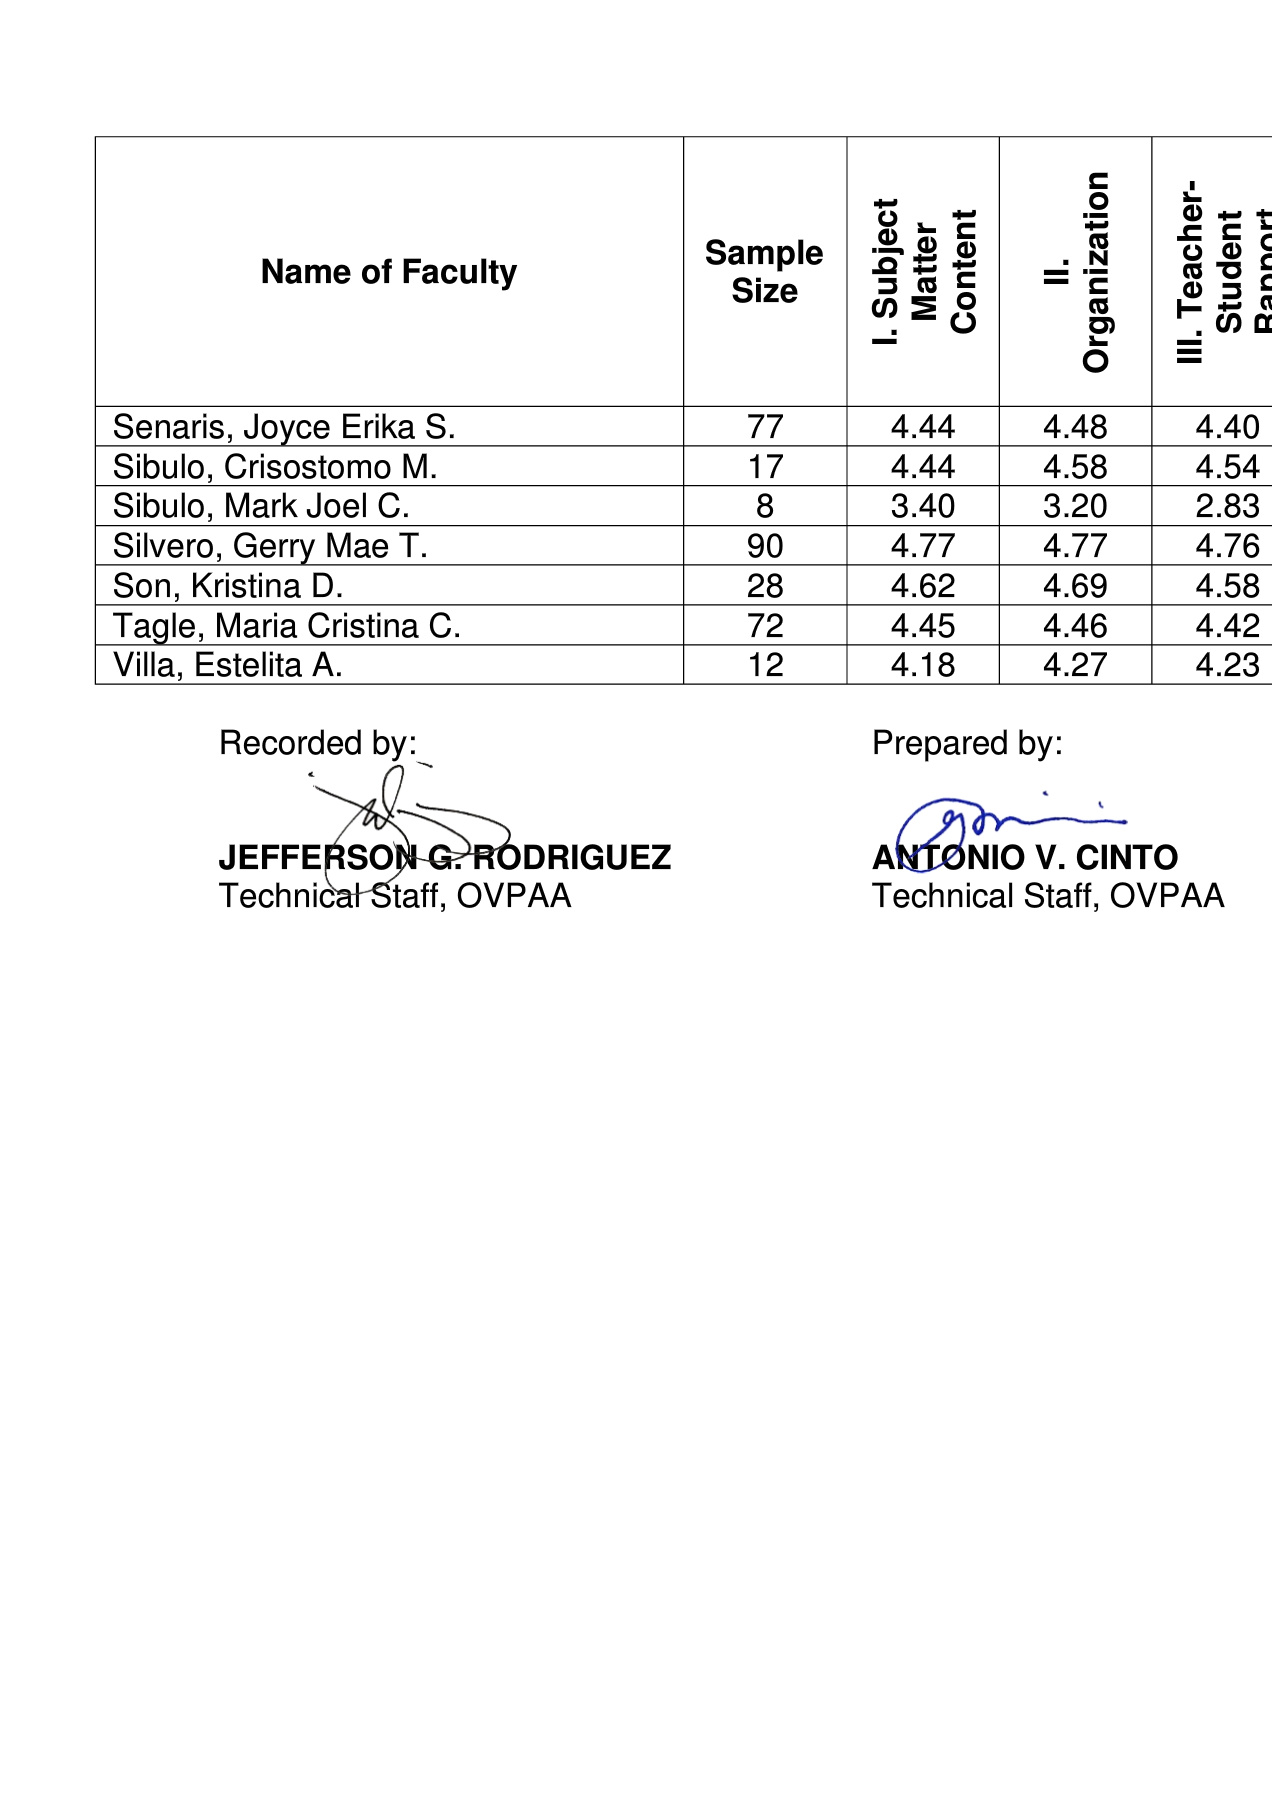 Name of Faculty
Sample
Size
I. Subject
Matter
Content
II.
Organization
III. Teacher-
Student
Rapport
Senaris, Joyce Erika S. 77 4.44 4.48 4.40
Sibulo, Crisostomo M. 17 4.44 4.58 4.54
Sibulo, Mark Joel C. 8 3.40 3.20 2.83
Silvero, Gerry Mae T. 90 4.77 4.77 4.76
Son, Kristina D. 28 4.62 4.69 4.58
Tagle, Maria Cristina C. 72 4.45 4.46 4.42
Villa, Estelita A. 12 4.18 4.27 4.23
Recorded by: Prepared by:
JEFFERSON G. RODRIGUEZ ANTONIO V. CINTO
Technical Staff, OVPAA Technical Staff, OVPAA